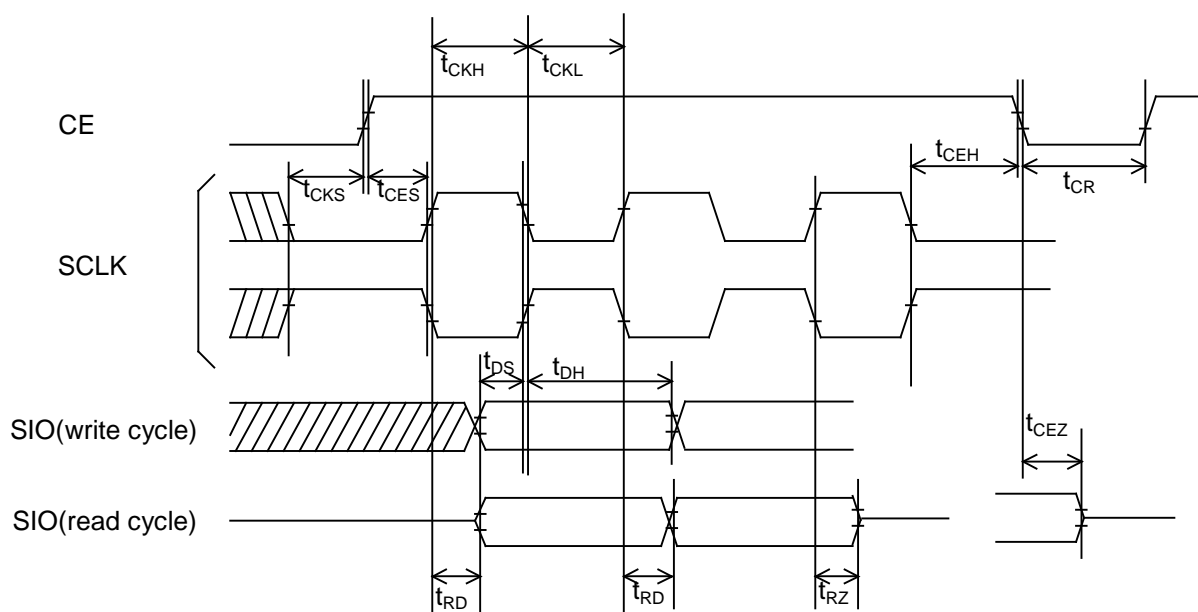 tCKH
tCKL
CE
tCEH
tCKS
tCES
tCR
SCLK
tDS
tDH
SIO(write cycle)
tCEZ
SIO(read cycle)
tRD
tRD
tRZ